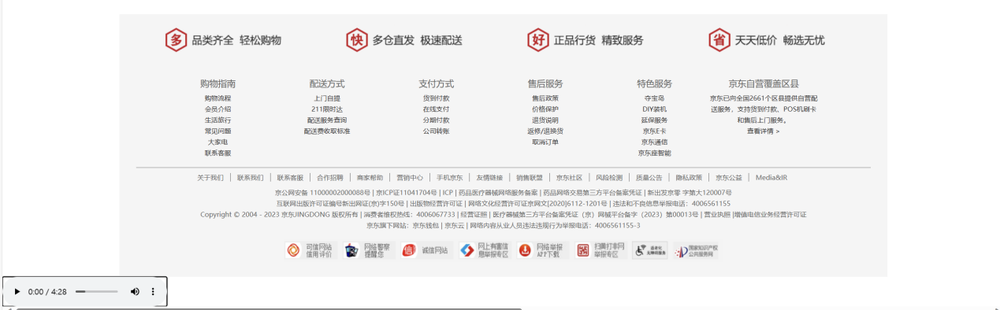 多 品类齐全 轻松购物
快 多仓直发 极速配送
好 正品行货 精致服务
省 天天低价 畅选无忧
购物指南
购物流程
会员介绍
生活旅行
常见问题
大家电
联系客服
配送方式
上门自提
211限时达
配送服务查询
配送费收取标准
支付方式
货到付款
在线支付
分期付款
公司转账
售后服务
售后政策
价格保护
退货说明
返修/退换货
取消订单
特色服务
夺宝岛
DIY装机
延保服务
京东E卡
京东通信
京东座智能
京东自营覆盖区县
京东已向全国2661个区县提供自营配
送服务，支持货到付款、POS机刷卡
和售后上门服务。
查看详情 >
关于我们 | 联系我们 | 联系客服 | 合作招聘 | 商家帮助 | 营销中心 | 手机京东 | 友情链接 | 销售联盟 | 京东社区 | 风险检测 | 质量公告 | 隐私政策 | 京东公益 | Media&IR
京公网安备 11000002000088号 | 京ICP证11041704号 | ICP | 药品医疗器械网络服务备案 | 药品网络交易第三方平台备案凭证 | 新出发京零 字第大120007号
互联网出版许可证编号新出网证(京)字150号 | 出版物经营许可证 | 网络文化经营许可证京网文[2020]6112-1201号 | 违法和不良信息举报电话：4006561155
Copyright © 2004 - 2023 京东JINGDONG 版权所有 | 消费者维权热线：4006067733 | 经营证照 | 医疗器械第三方平台备案凭证（京）网械平台备字（2023）第00013号 | 营业执照 |增值电信业务经营许可证
京东旗下网站：京东钱包 | 京东云 | 网络内容从业人员违法违规行为举报电话：4006561155-3
可信网站
信用评价
网络警察
提醒您
信 诚信网站
网上有害信
息举报专区
网络举报
APP下载
扫黄打非网
举报专区
适老化
无障碍服务
国家知识产权
公共服务网
0:00 / 4:28